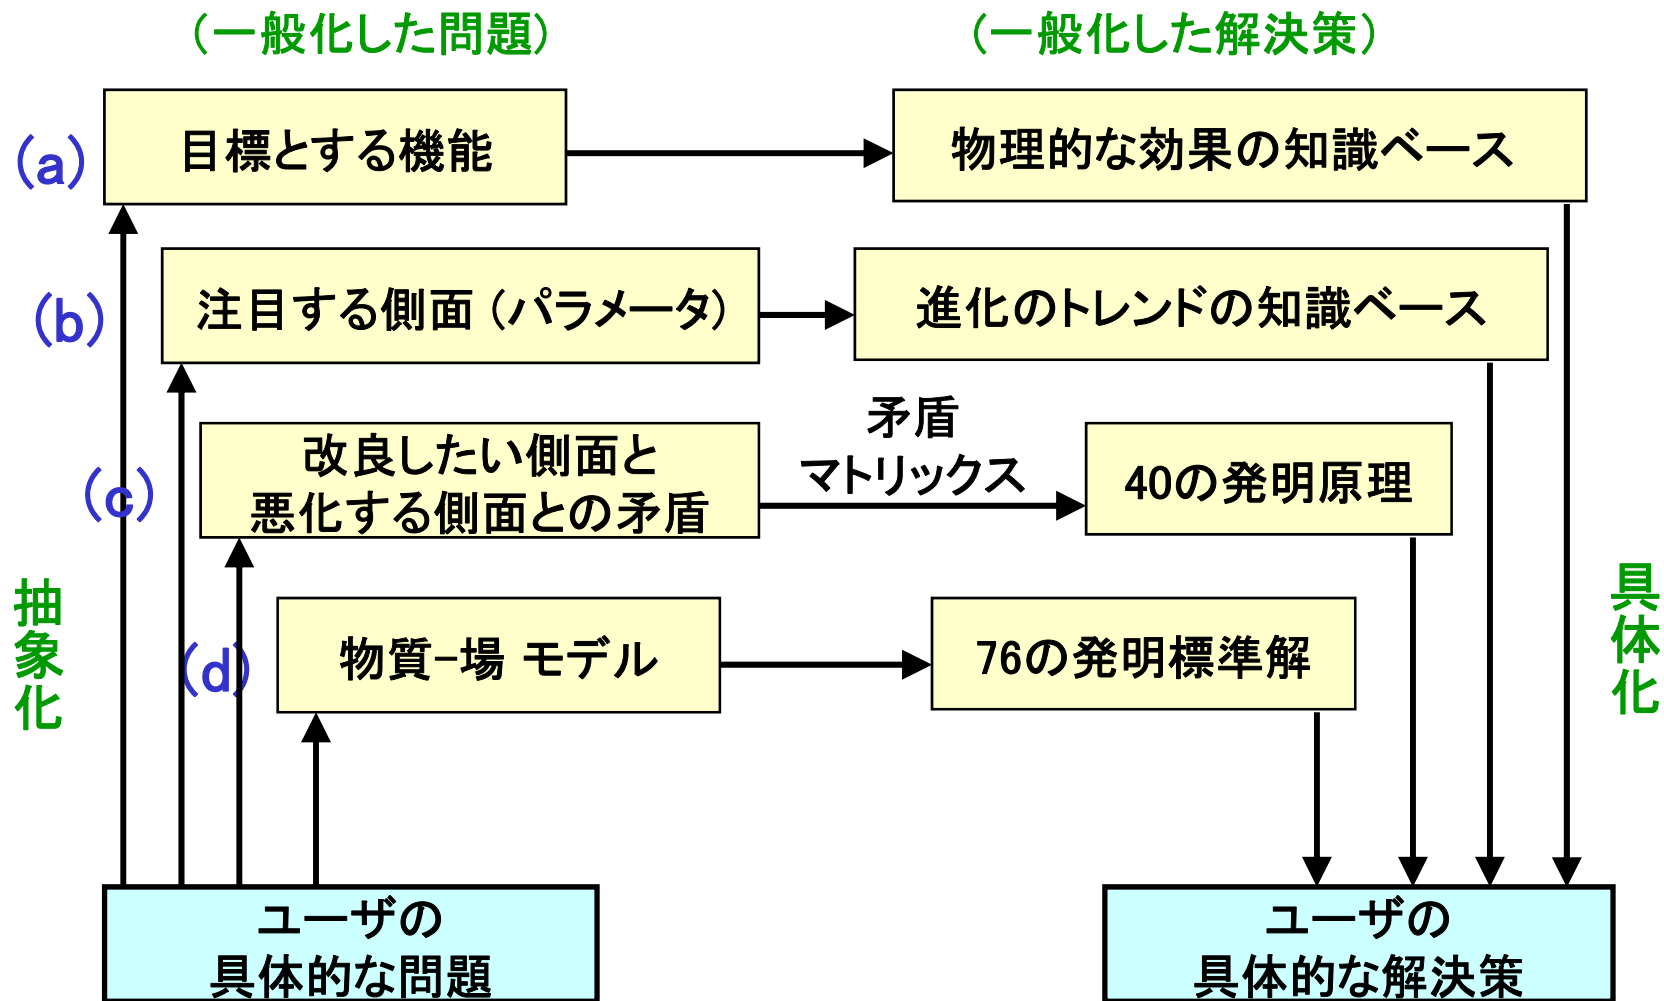 （一般化した問題）
（一般化した解決策）
(a)
目標とする機能
物理的な効果の知識ベース
(b)
注目する側面（パラメータ）
進化のトレンドの知識ベース
(c)
改良したい側面と
悪化する側面との矛盾
矛盾
マトリックス
40の発明原理
抽象化
(d)
物質-場 モデル
76の発明標準解
具体化
ユーザの
具体的な問題
ユーザの
具体的な解決策